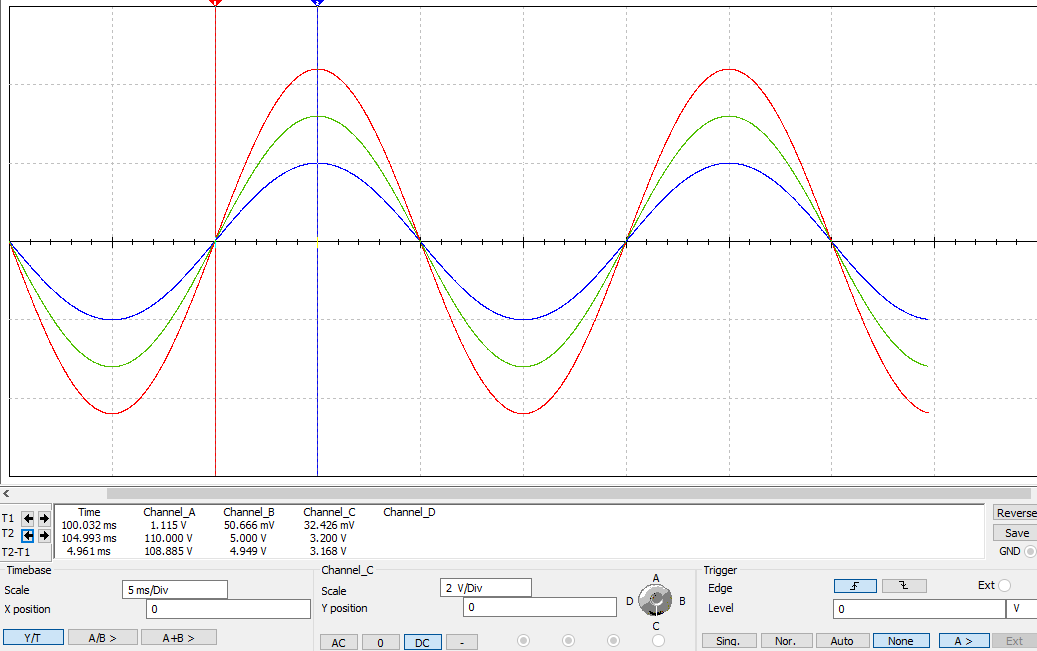 Time Channel_A Channel_B Channel_C Channel_D
T1 100.032 ms 1.115 V 50.666 mV 32.426 mV
T2 104.993 ms 110.000 V 5.000 V 3.200 V
T2-T1 4.961 ms 108.885 V 4.949 V 3.168 V
Reverse
Save
GND
Timebase
Scale 5 ms/Div
X position 0
Y/T A/B > A+B >
Channel_C
Scale 2 V/Div
Y position 0
AC 0 DC -
A
D B
C
Trigger
Edge Ext
Level 0 V
Sing. Nor. Auto None A > Ext